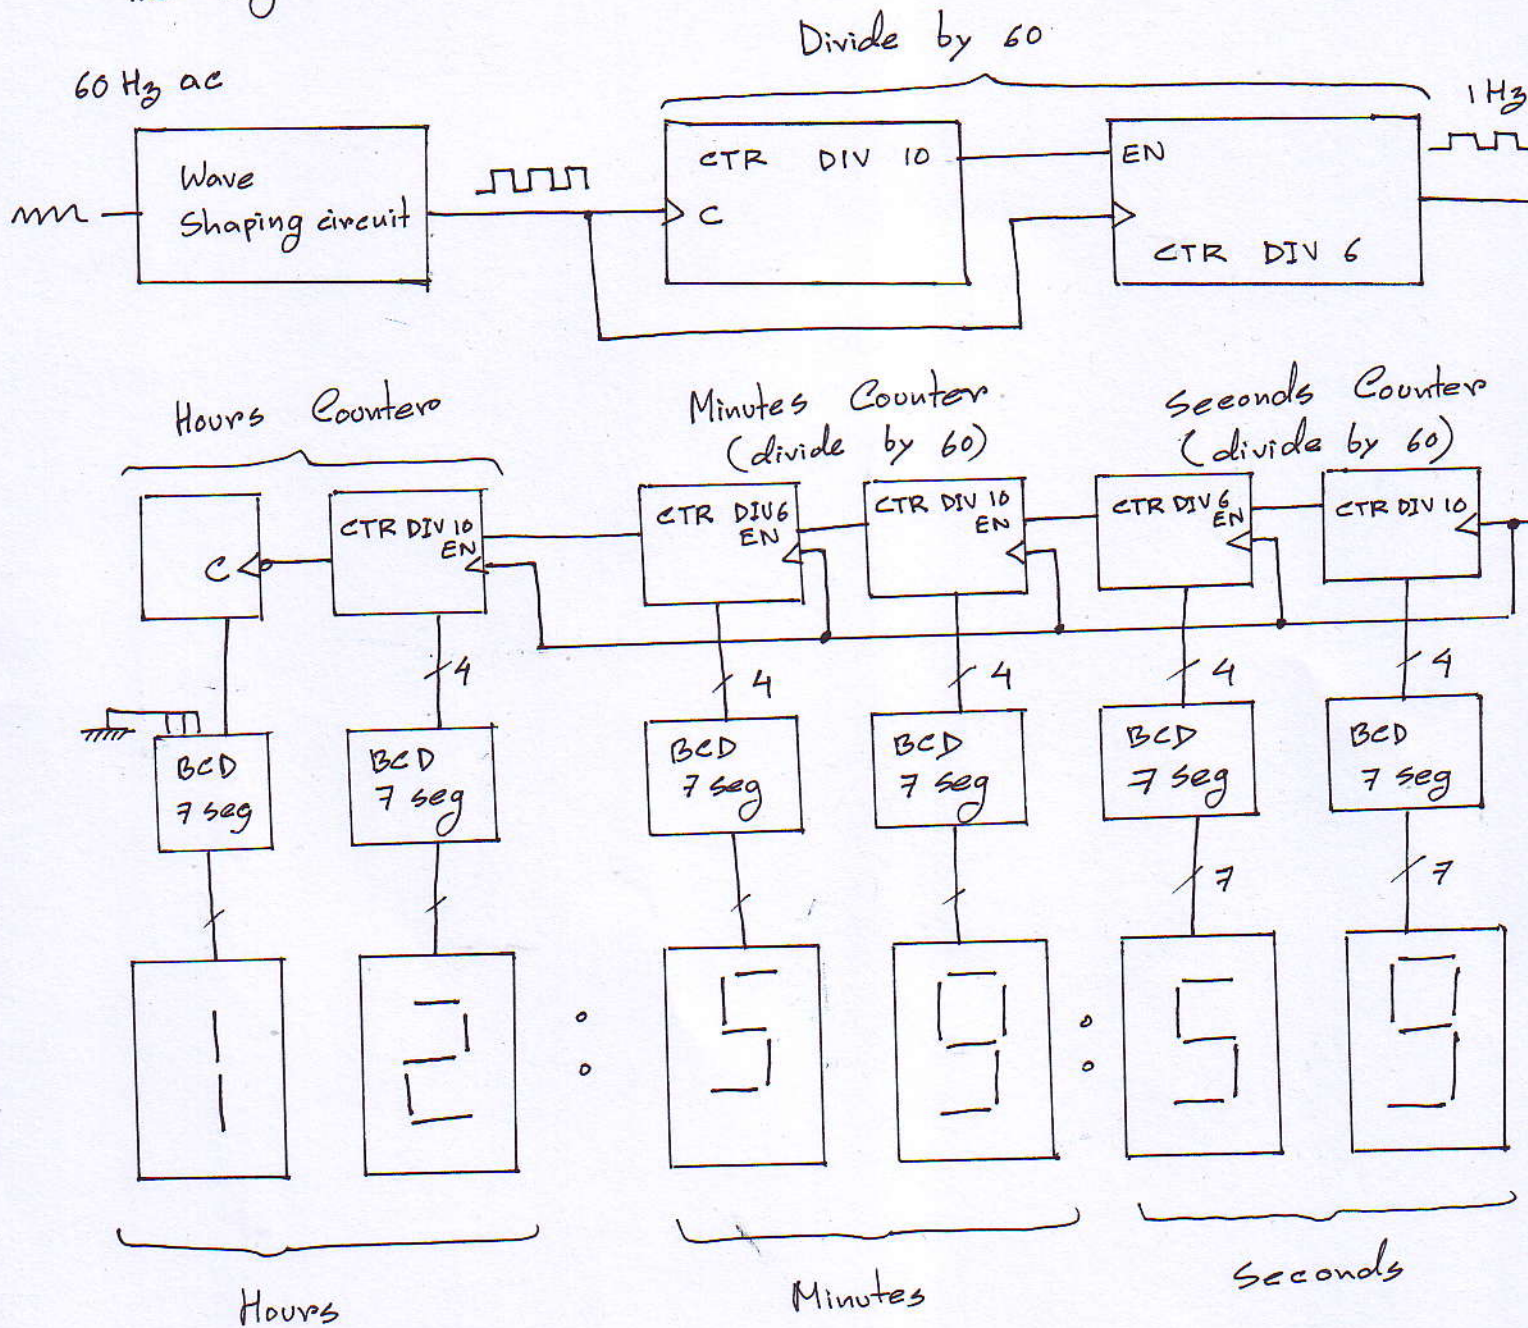 Divide by 60
60 Hz ac
1 Hz
Wave
Shaping circuit
CTR DIV 10
C
EN
CTR DIV 6
Hours Counter
Minutes Counter
(divide by 60)
Seconds Counter
(divide by 60)
C
CTR DIV 10
EN
CTR DIV 6
EN
CTR DIV 10
EN
CTR DIV 6
EN
CTR DIV 10
4
4
4
4
4
BCD
7 seg
BCD
7 seg
BCD
7 seg
BCD
7 seg
BCD
7 seg
BCD
7 seg
7
7
1 2 : 5 9 : 5 9
Hours
Minutes
Seconds